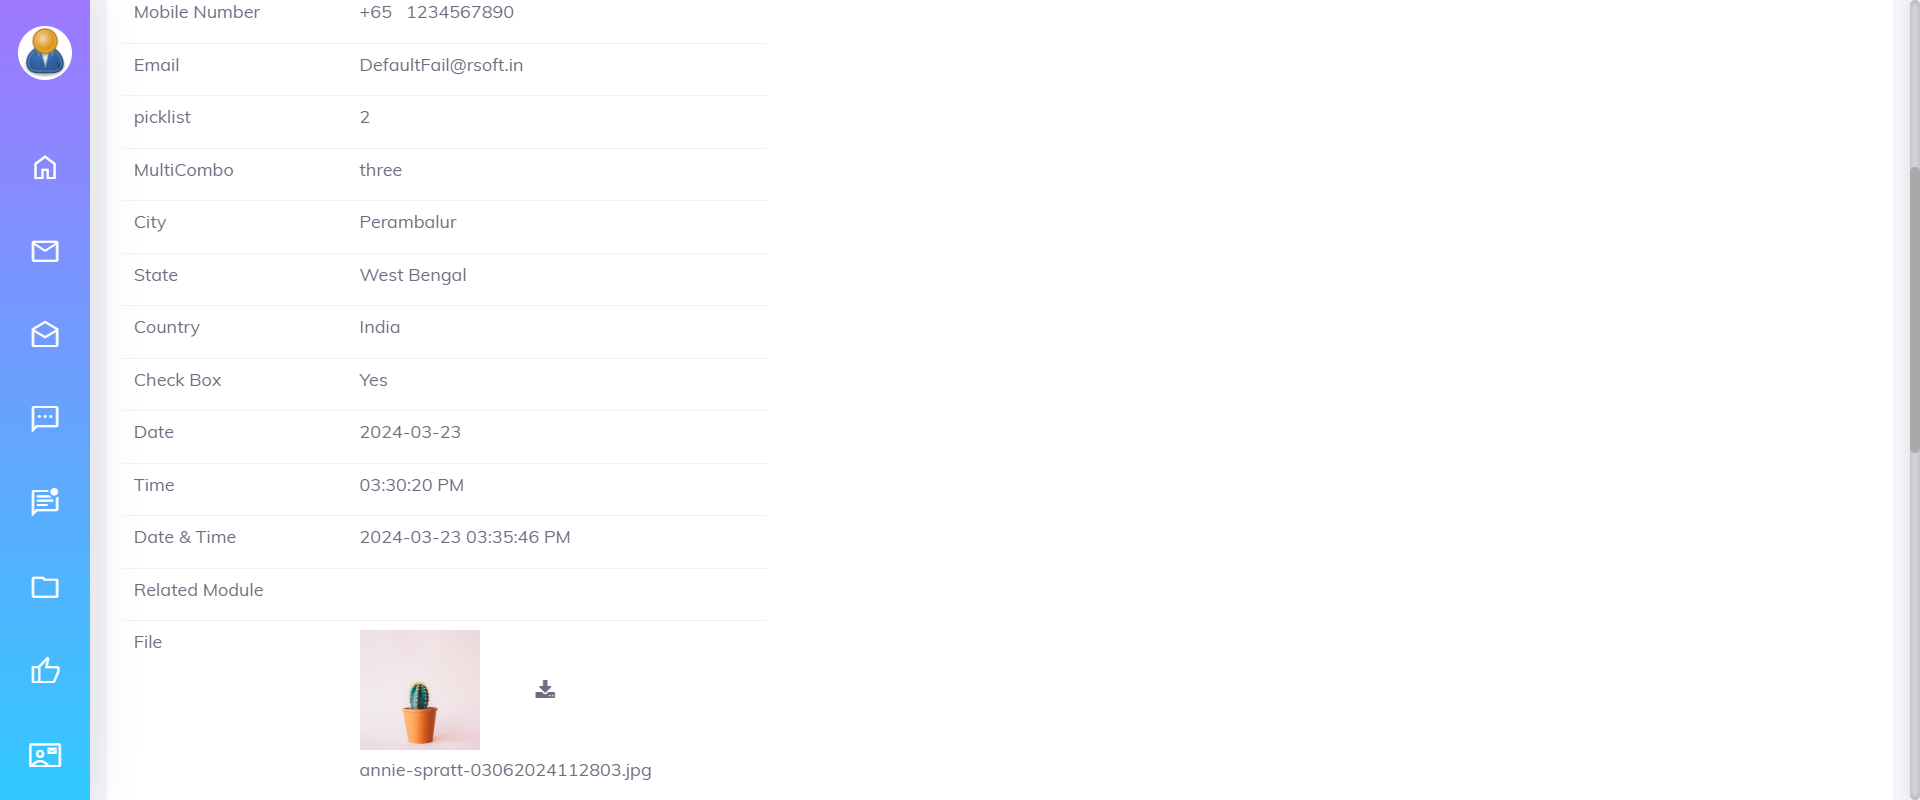 Mobile Number +65 1234567890
Email DefaultFail@rsoft.in
picklist 2
MultiCombo three
City Perambalur
State West Bengal
Country India
Check Box Yes
Date 2024-03-23
Time 03:30:20 PM
Date & Time 2024-03-23 03:35:46 PM
Related Module
File
annie-spratt-03062024112803.jpg